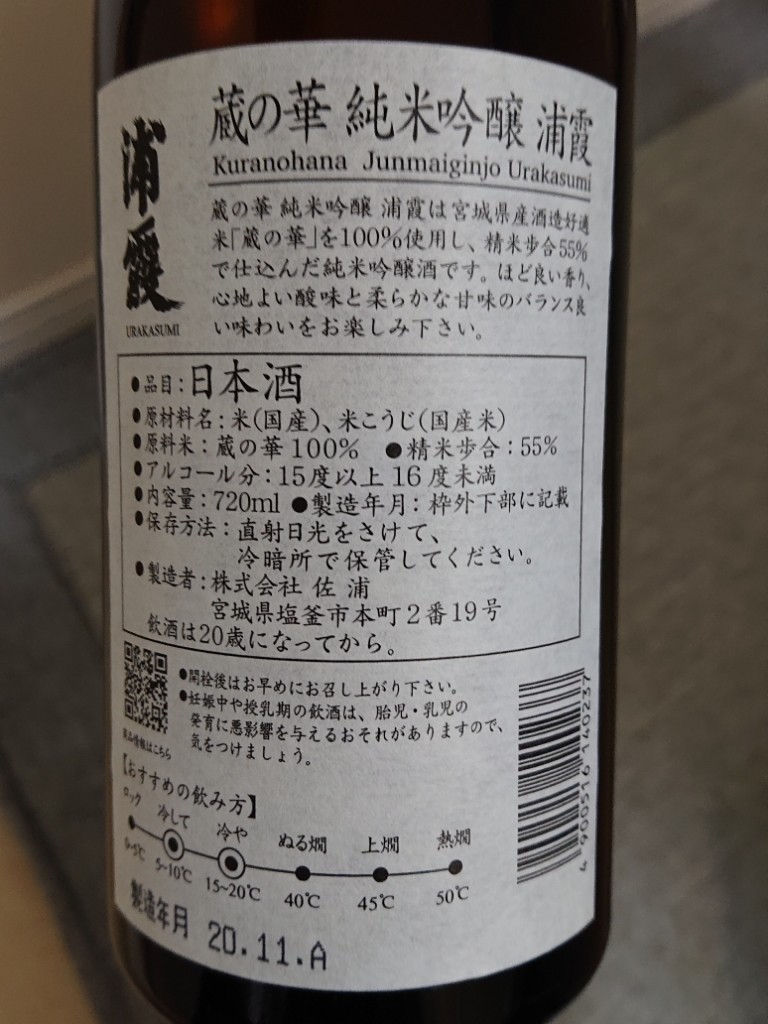 浦霞
URAKASUMI
蔵の華 純米吟醸 浦霞
Kuranohana Junmaiginjo Urakasumi
蔵の華 純米吟醸 浦霞は宮城県産酒造好適
米「蔵の華」を100%使用し、精米歩合55%
で仕込んだ純米吟醸酒です。ほど良い香り、
心地よい酸味と柔らかな甘味のバランス良
い味わいをお楽しみ下さい。
●品目：日本酒
●原材料名：米(国産)、米こうじ(国産米)
●原料米：蔵の華 100% ●精米歩合：55%
●アルコール分：15度以上 16度未満
●内容量：720ml ●製造年月：枠外下部に記載
●保存方法：直射日光をさけて、
冷暗所で保管してください。
●製造者：株式会社 佐浦
宮城県塩釜市本町2番19号
飲酒は20歳になってから。
●開栓後はお早めにお召し上がり下さい。
●妊娠中や授乳期の飲酒は、胎児・乳児の
発育に悪影響を与えるおそれがありますので、
気をつけましょう。
商品情報はこちら
【おすすめの飲み方】
ロック 冷して 冷や ぬる燗 上燗 熱燗
0~5℃ 5~10℃ 15~20℃ 40℃ 45℃ 50℃
製造年月 20.11.A
4 900516 140237